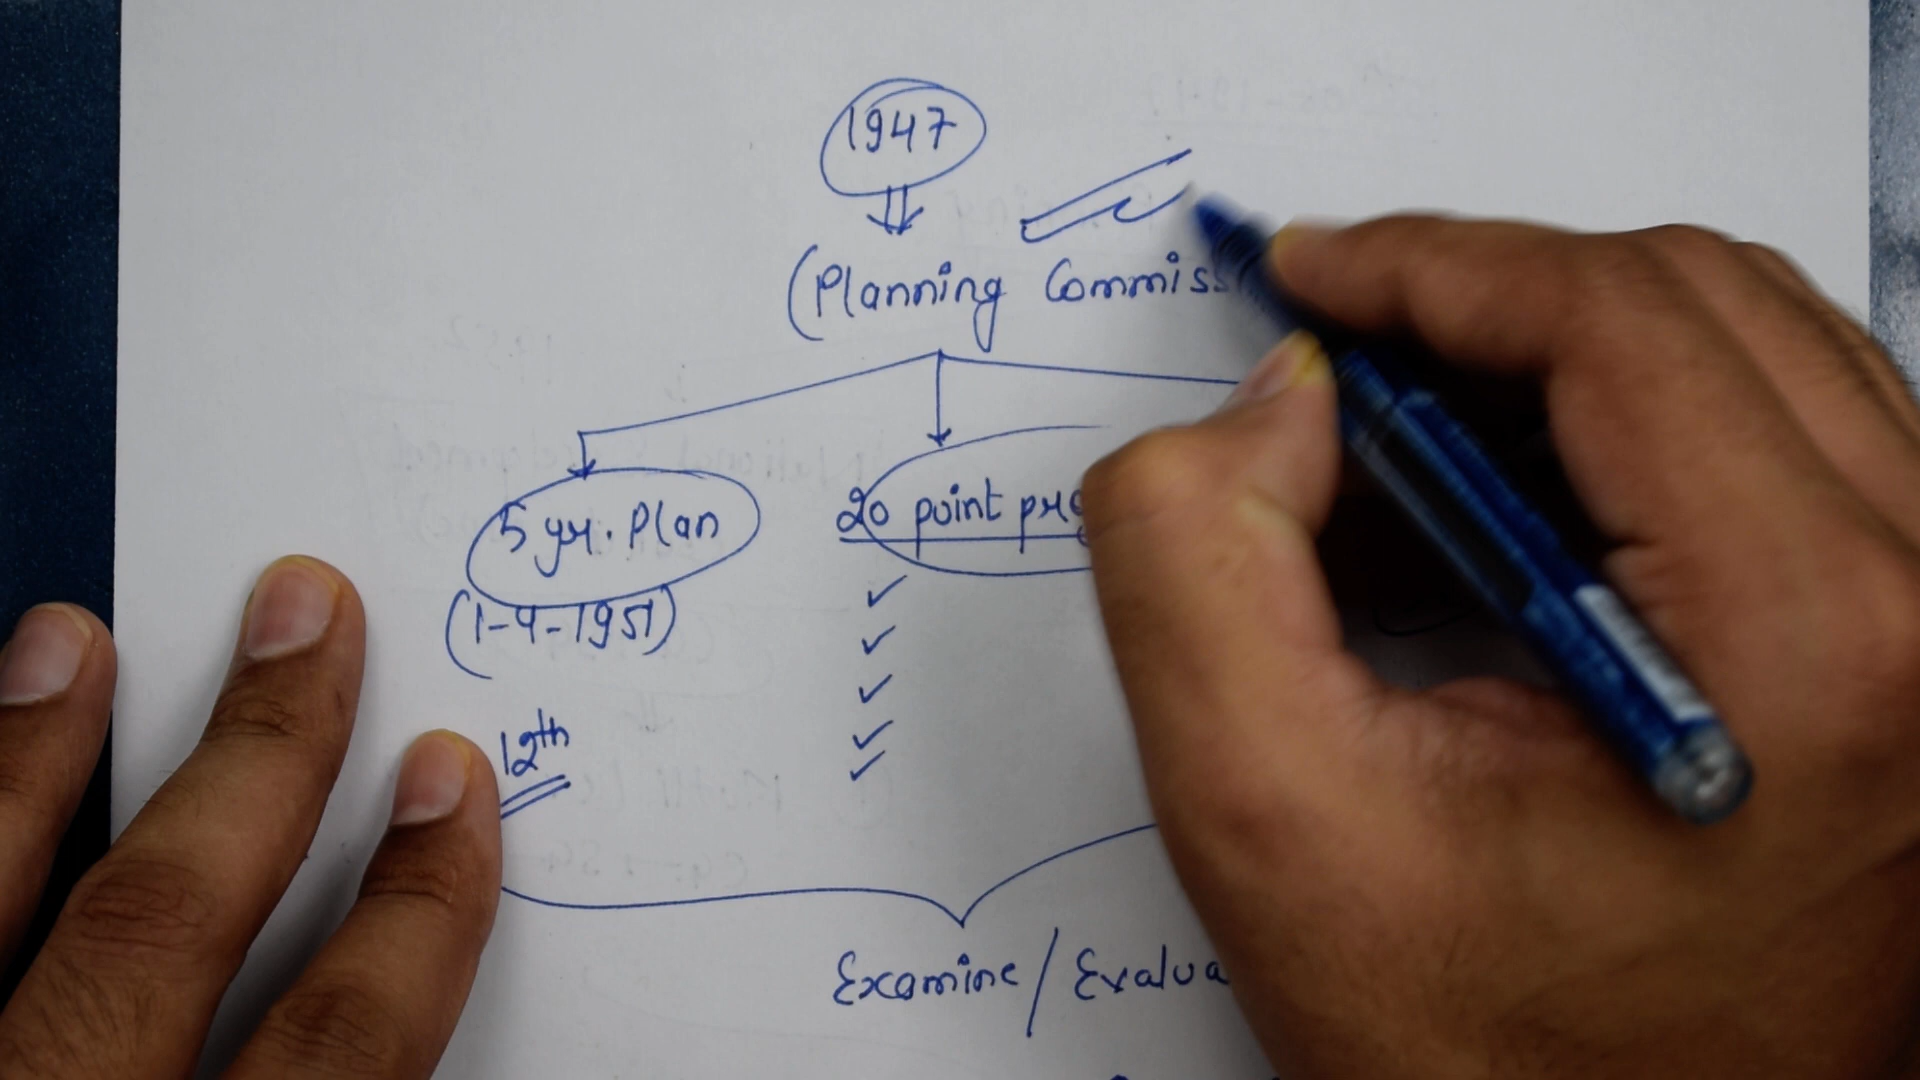 1947
(Planning Commiss
5 yr. Plan
20 point pro
(1-4-1951)
12th
Examine / Evalua